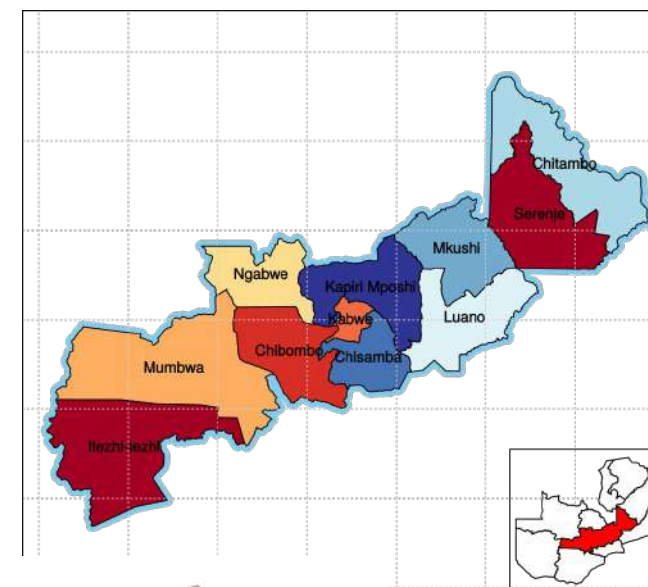 Chitambo
Serenje
Mkushi
Ngabwe
Kapiri Mposhi
Luano
Kabwe
Chibombo
Chisamba
Mumbwa
Itezhi-tezhi